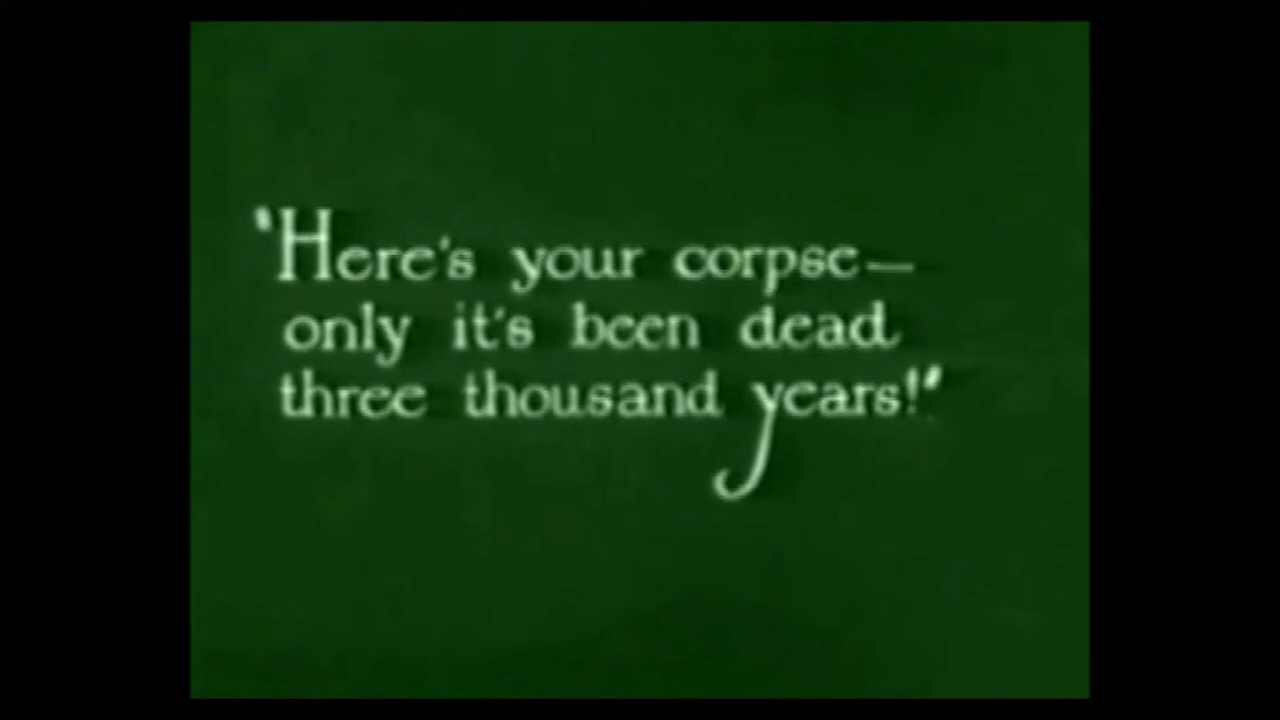 "Here's your corpse—
only it's been dead
three thousand years!"